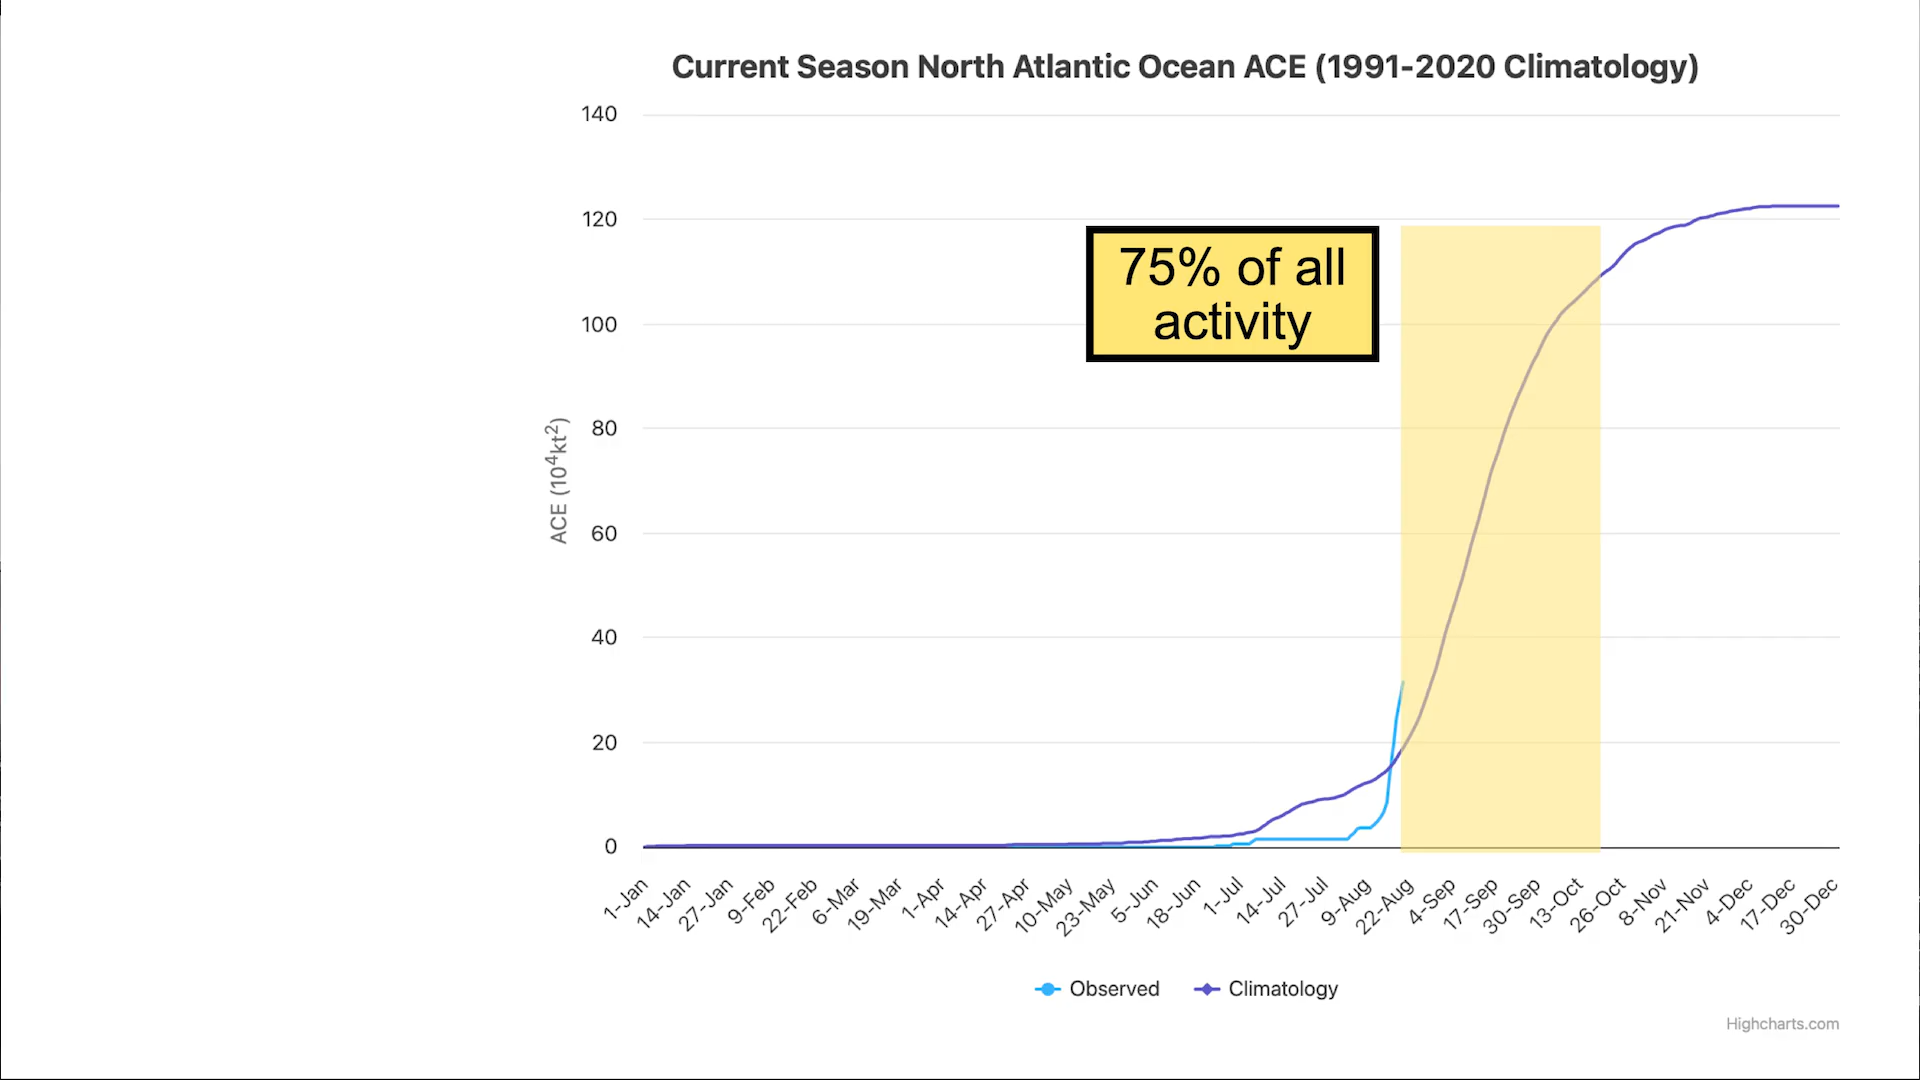 Current Season North Atlantic Ocean ACE (1991-2020 Climatology)
140
120
100
80
60
40
20
0
ACE (10⁴kt²)
75% of all
activity
1-Jan
14-Jan
27-Jan
9-Feb
22-Feb
6-Mar
19-Mar
1-Apr
14-Apr
27-Apr
10-May
23-May
5-Jun
18-Jun
1-Jul
14-Jul
27-Jul
9-Aug
22-Aug
4-Sep
17-Sep
30-Sep
13-Oct
26-Oct
8-Nov
21-Nov
4-Dec
17-Dec
30-Dec
Observed
Climatology
Highcharts.com